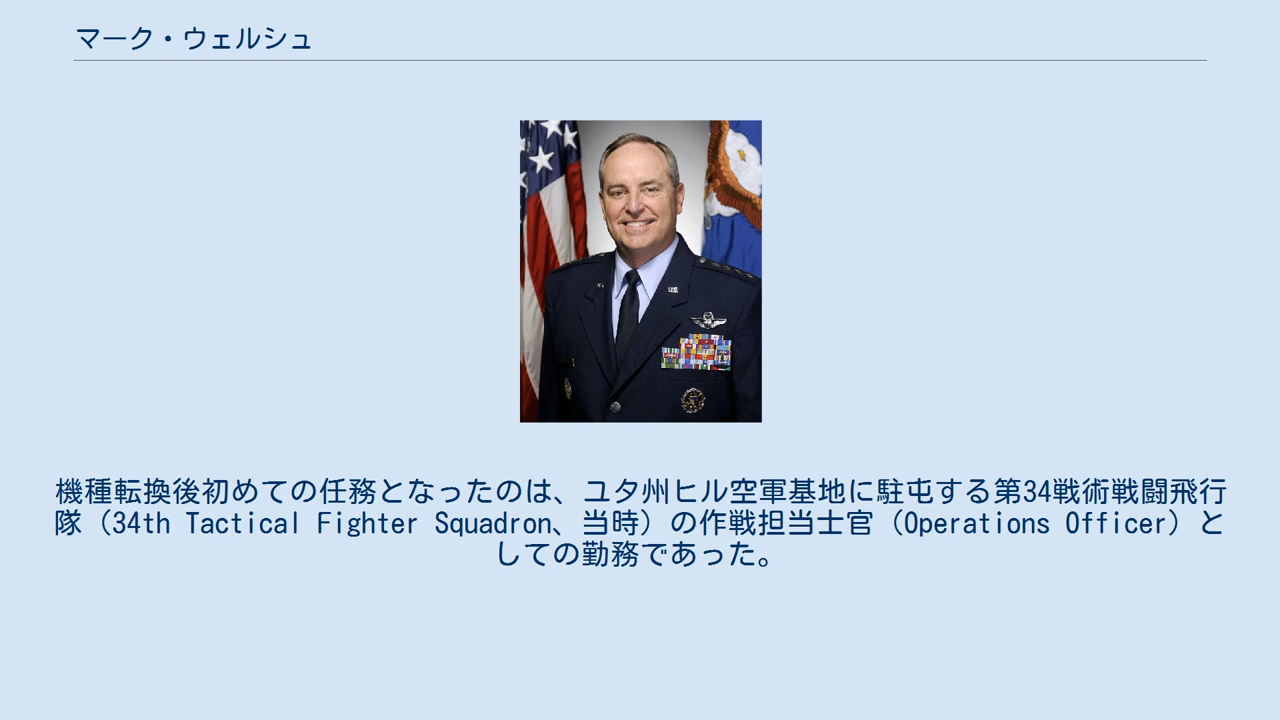 マーク・ウェルシュ
機種転換後初めての任務となったのは、ユタ州ヒル空軍基地に駐屯する第34戦術戦闘飛行
隊（34th Tactical Fighter Squadron、当時）の作戦担当士官（Operations Officer）と
しての勤務であった。